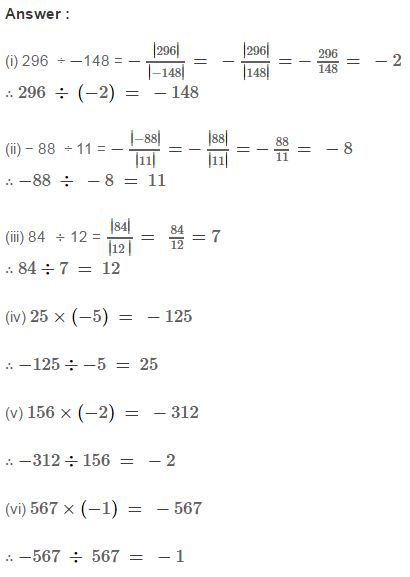 Answer :
(i) 296 ÷ −148 = − |296| / |−148| = − |296| / |148| = − 296/148 = − 2
∴ 296 ÷ (−2) = − 148
(ii) − 88 ÷ 11 = − |−88| / |11| = − |88| / |11| = − 88/11 = − 8
∴ −88 ÷ − 8 = 11
(iii) 84 ÷ 12 = |84| / |12| = 84/12 = 7
∴ 84 ÷ 7 = 12
(iv) 25 × (−5) = − 125
∴ −125 ÷ −5 = 25
(v) 156 × (−2) = − 312
∴ −312 ÷ 156 = − 2
(vi) 567 × (−1) = − 567
∴ −567 ÷ 567 = − 1